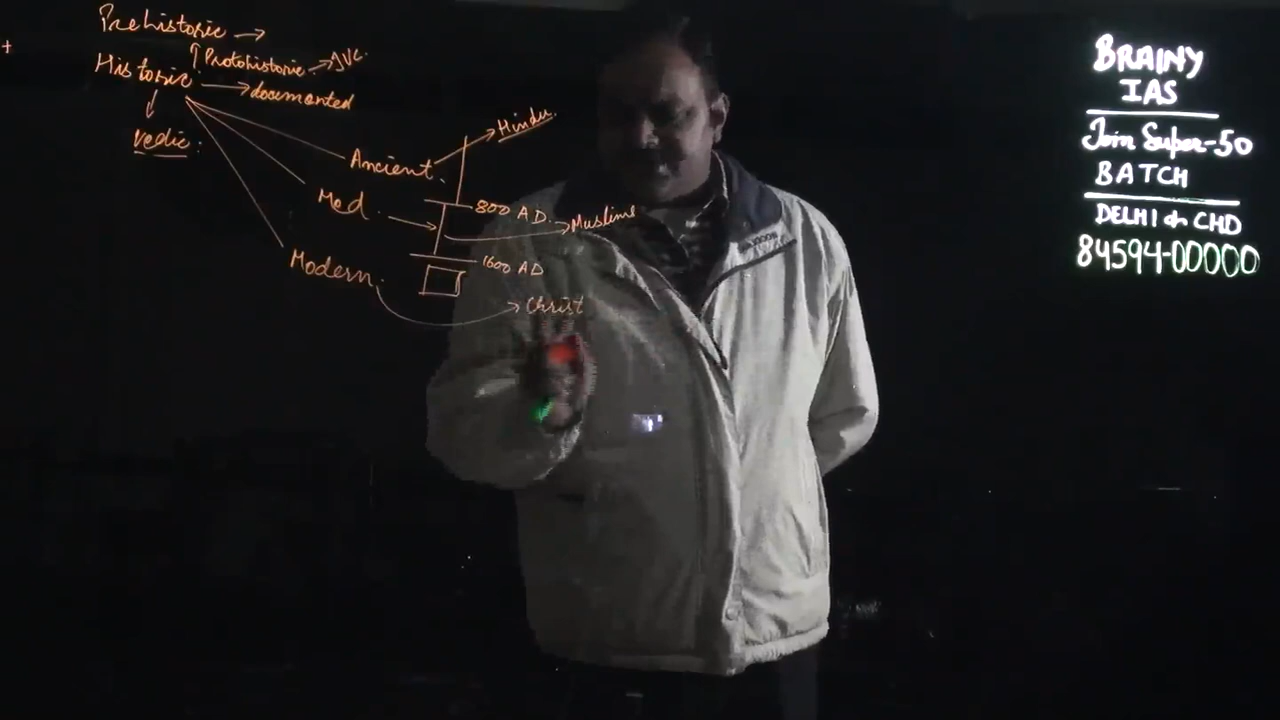 Prehistoric →
↑ Protohistoric. → IVC.
Historic → documented
↓
Vedic.
Ancient. → Hindu.
Med. → 800 AD. → Muslims
Modern. 1600 AD
→ Christ
BRAINY
IAS
Join Super-50
BATCH
DELHI & CHD
84594-00000